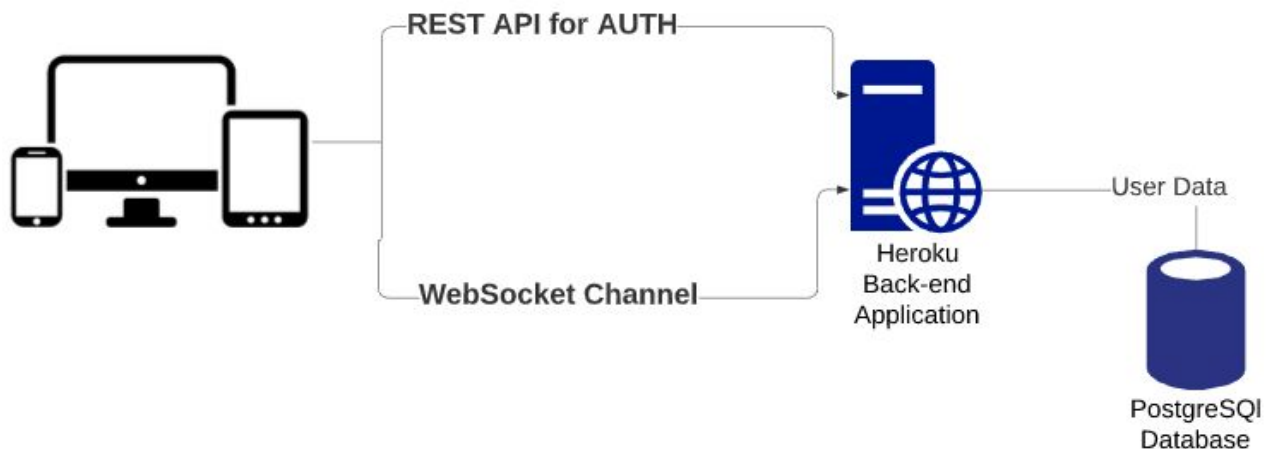 REST API for AUTH
WebSocket Channel
Heroku
Back-end
Application
User Data
PostgreSQl
Database